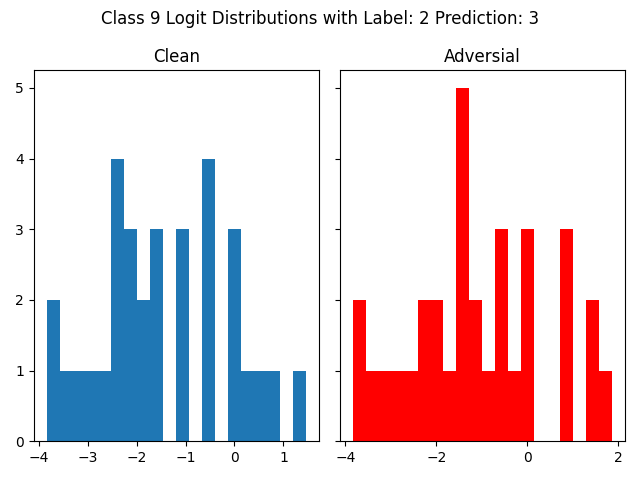 Class 9 Logit Distributions with Label: 2 Prediction: 3
Clean
Adversial
5
4
3
2
1
0
−4 −3 −2 −1 0 1
−4 −2 0 2